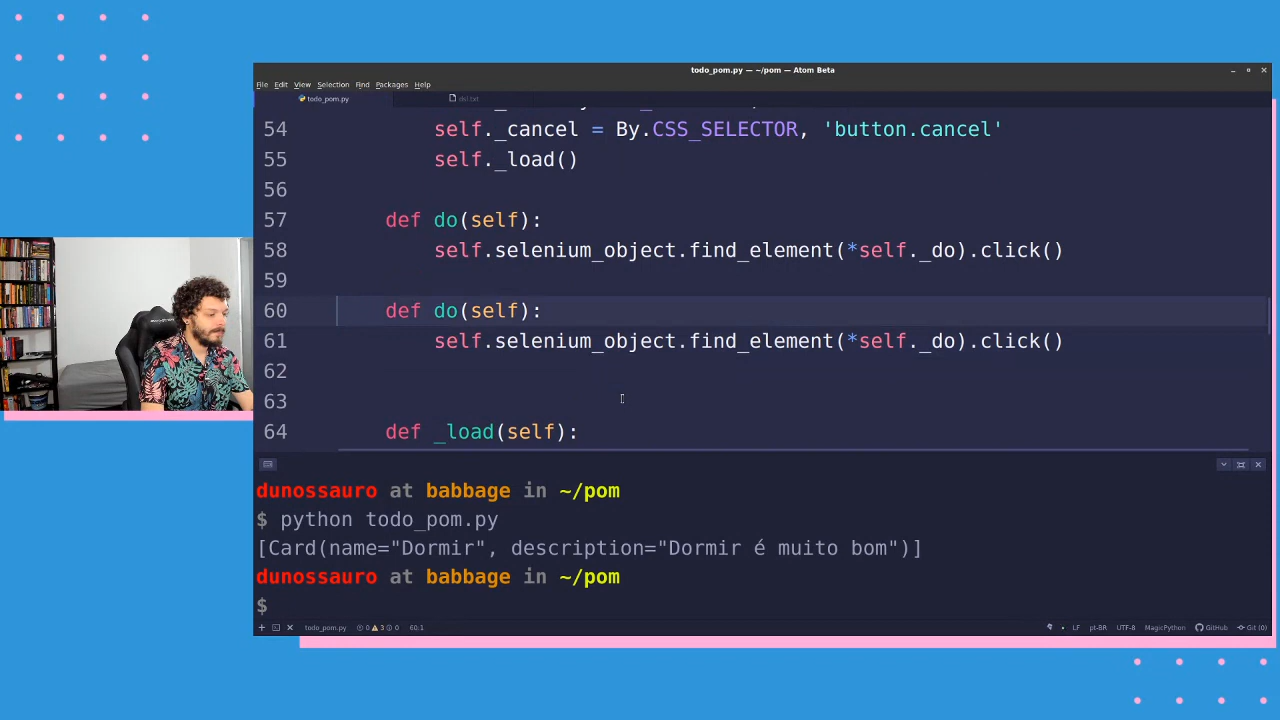 todo_pom.py — ~/pom — Atom Beta
File Edit View Selection Find Packages Help
todo_pom.py del.txt
54 self._cancel = By.CSS_SELECTOR, 'button.cancel'
55 self._load()
56
57 def do(self):
58 self.selenium_object.find_element(*self._do).click()
59
60 def do(self):
61 self.selenium_object.find_element(*self._do).click()
62
63
64 def _load(self):
dunossauro at babbage in ~/pom
$ python todo_pom.py
[Card(name="Dormir", description="Dormir é muito bom")]
dunossauro at babbage in ~/pom
$
todo_pom.py 0 3 0 60:1 LF pt-BR UTF-8 MagicPython GitHub Git (0)